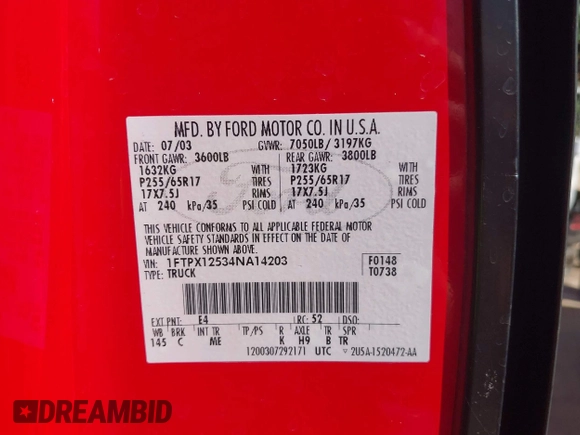 MFD. BY FORD MOTOR CO. IN U.S.A.
DATE: 07/03 GVWR: 7050LB/ 3197KG
FRONT GAWR: 3600LB REAR GAWR: 3800LB
1632KG WITH 1723KG WITH
P255/65R17 TIRES P255/65R17 TIRES
17X7.5J RIMS 17X7.5J RIMS
AT 240 kPa/35 PSI COLD AT 240 kPa/35 PSI COLD
Ford
THIS VEHICLE CONFORMS TO ALL APPLICABLE FEDERAL MOTOR
VEHICLE SAFETY STANDARDS IN EFFECT ON THE DATE OF
MANUFACTURE SHOWN ABOVE.
VIN: 1FTPX12534NA14203 F0148
TYPE: TRUCK T0738
EXT PNT: E4 RC: 52 DSO:
WB BRK INT TR TP/PS R AXLE TR SPR
145 C ME K H9 B TR
1200307292171 UTC 2U5A-1520472-AA
DREAMBID